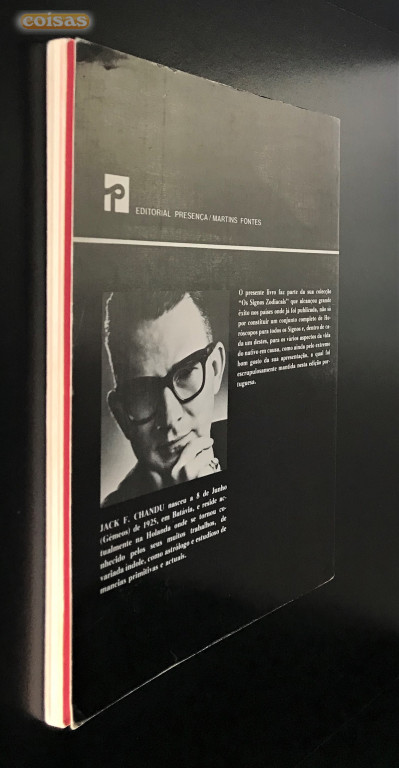 coisas
EDITORIAL PRESENÇA/MARTINS FONTES
O presente livro faz parte da sua colecção
"Os Signos Zodiacais" que alcançou grande
êxito nos países onde já foi publicada, não só
por constituir um conjunto completo de Ho-
róscopos para todos os Signos e, dentro de ca-
da um destes, para os vários aspectos da vida
do nativo em causa, como ainda pelo extremo
bom gosto da sua apresentação, a qual foi
escrupulosamente mantida nesta edição por-
tuguesa.
JACK F. CHANDU nasceu a 8 de Junho
(Gémeos) de 1925, em Batávia, e reside ac-
tualmente na Holanda onde se tornou co-
nhecido pelos seus muitos trabalhos, de
variada índole, como astrólogo e estudioso de
mancias primitivas e actuais.